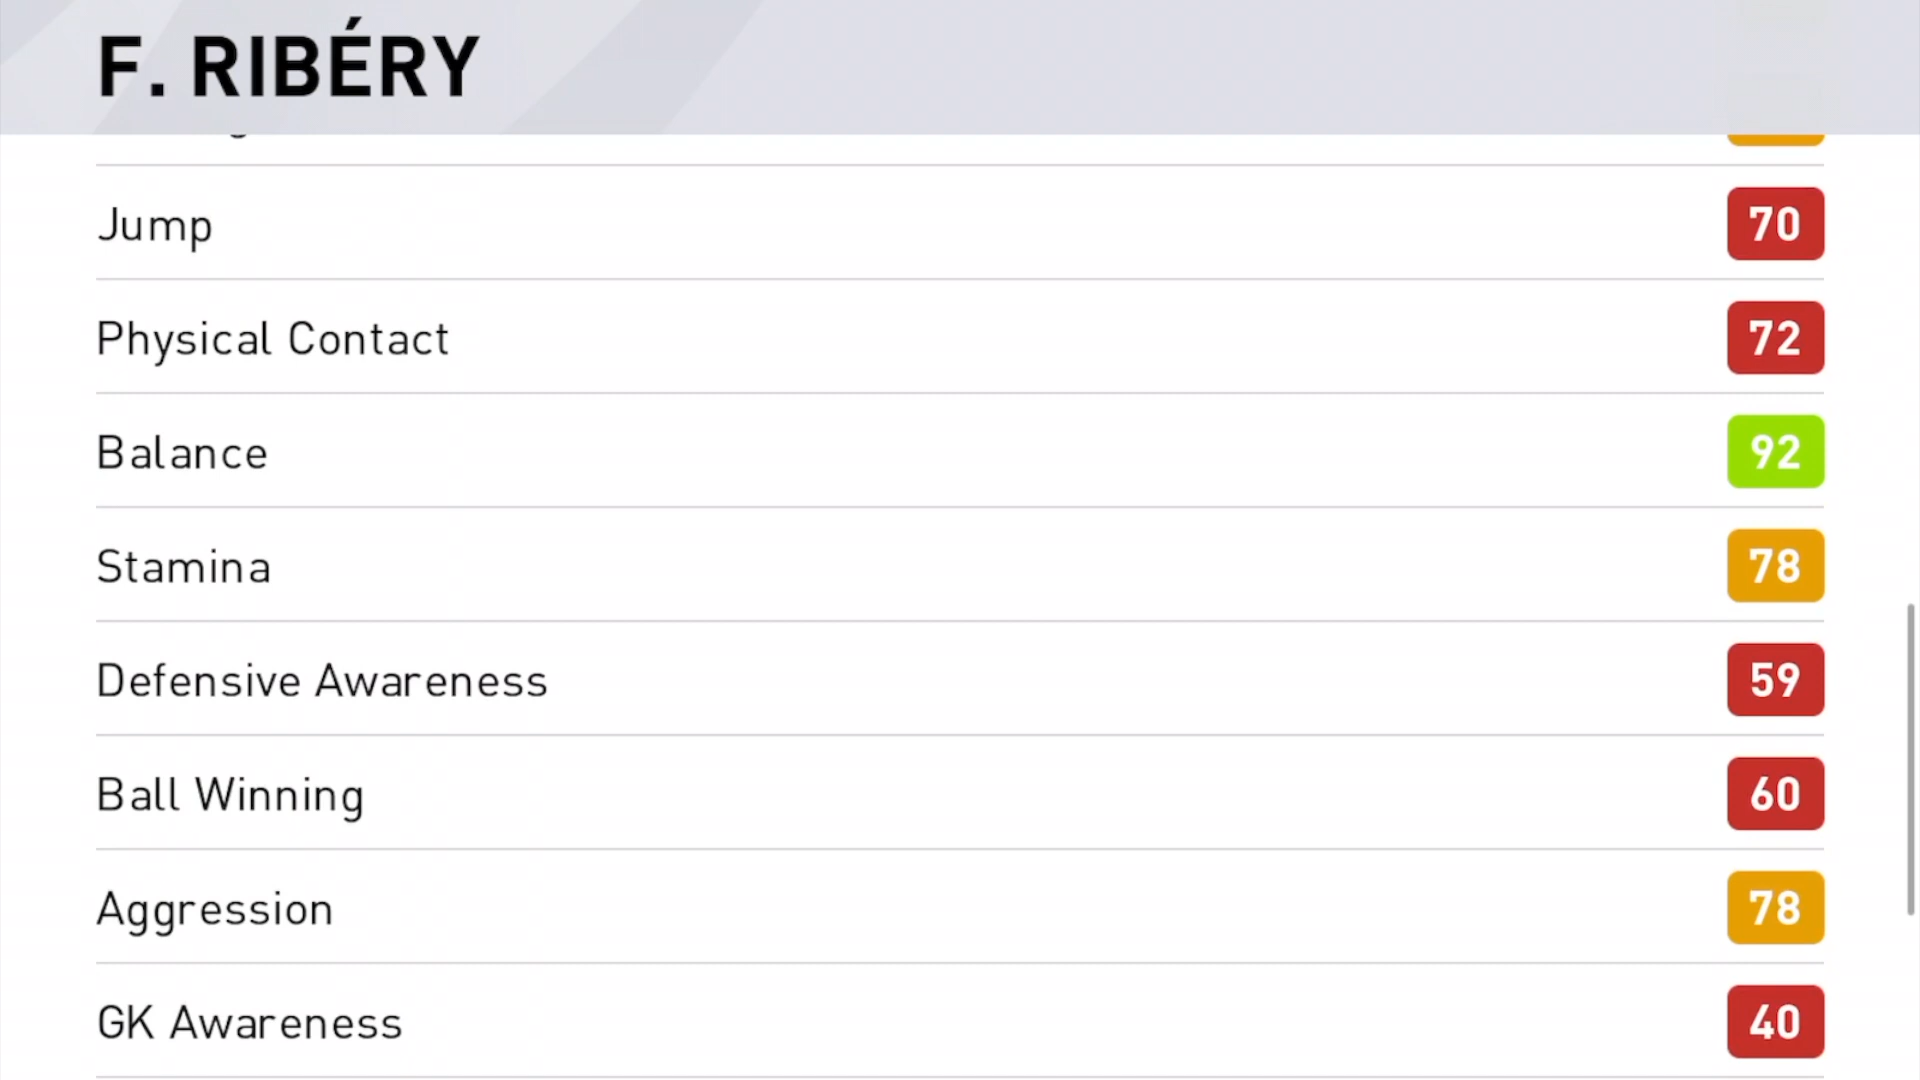 F. RIBÉRY
Jump 70
Physical Contact 72
Balance 92
Stamina 78
Defensive Awareness 59
Ball Winning 60
Aggression 78
GK Awareness 40